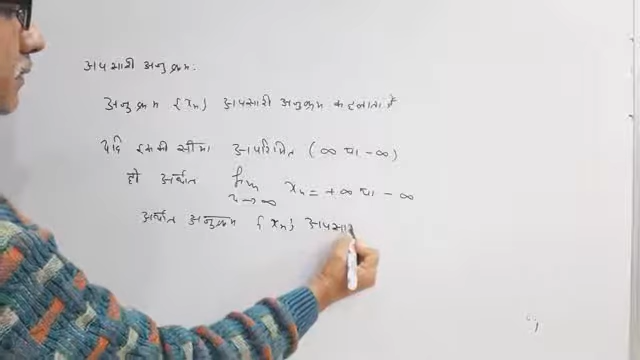 अपसारी अनुक्रम:
अनुक्रम {xₙ} अपसारी अनुक्रम कहलाता है
यदि इसकी सीमा अपरिमित (∞ या -∞)
हो अर्थात lim n→∞ xₙ = +∞ या -∞
अर्थात अनुक्रम {xₙ} अपसार